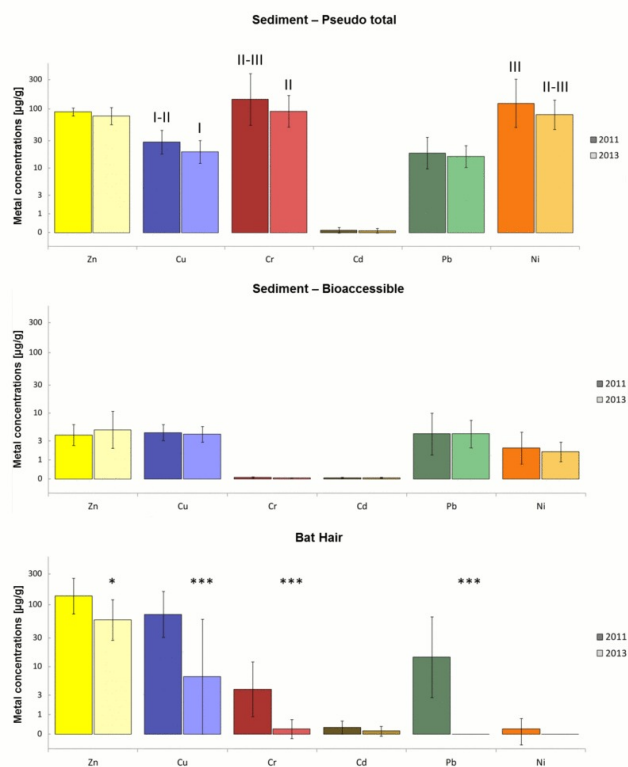 Sediment – Pseudo total
Metal concentrations [µg/g]
300
100
30
10
3
1
0
I-II
I
II-III
II
III
II-III
2011
2013
Zn Cu Cr Cd Pb Ni
Sediment – Bioaccessible
Metal concentrations [µg/g]
300
100
30
10
3
1
0
2011
2013
Zn Cu Cr Cd Pb Ni
Bat Hair
Metal concentrations [µg/g]
300
100
30
10
3
1
0
* *** *** ***
2011
2013
Zn Cu Cr Cd Pb Ni